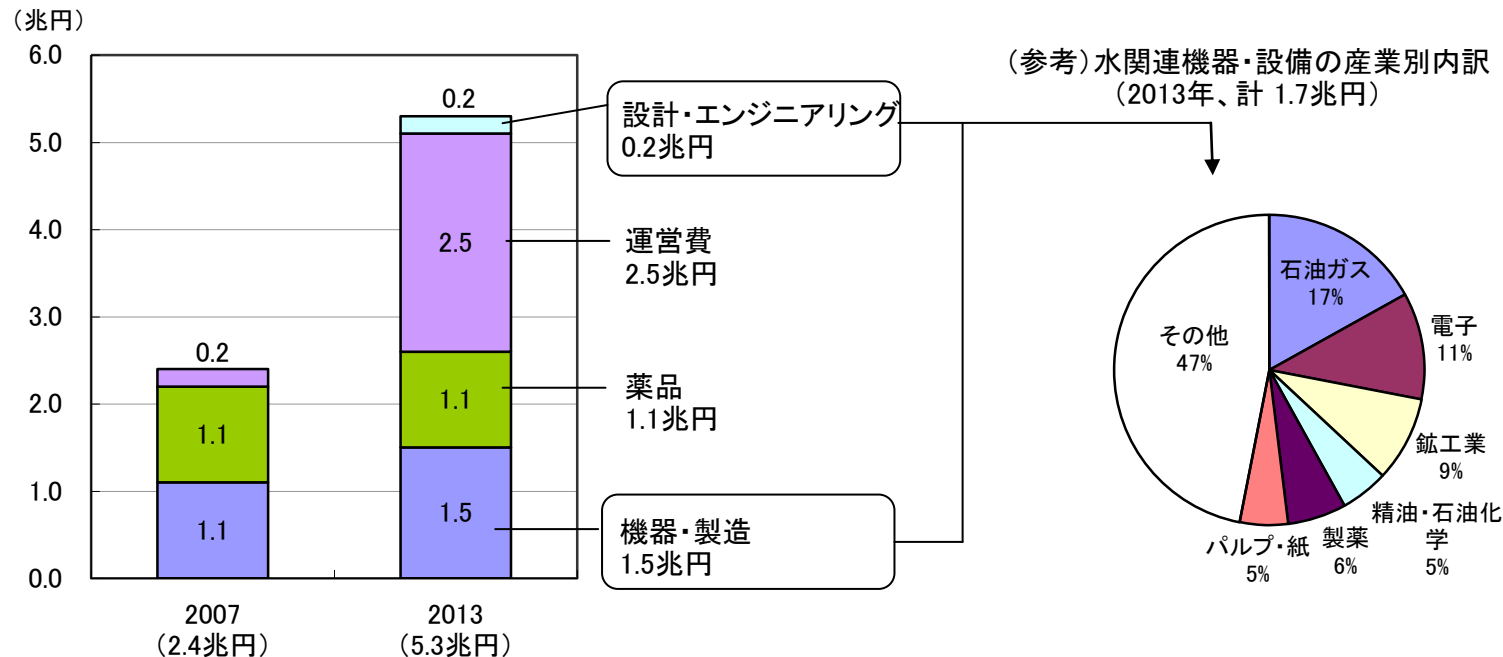 （兆円）
6.0
5.0
4.0
3.0
2.0
1.0
0.0
0.2
1.1
1.1
2007
（2.4兆円）
0.2
2.5
1.1
1.5
2013
（5.3兆円）
設計・エンジニアリング
0.2兆円
運営費
2.5兆円
薬品
1.1兆円
機器・製造
1.5兆円
（参考）水関連機器・設備の産業別内訳
（2013年、計 1.7兆円）
石油ガス
17%
電子
11%
鉱工業
9%
精油・石油化
学
5%
製薬
6%
パルプ・紙
5%
その他
47%